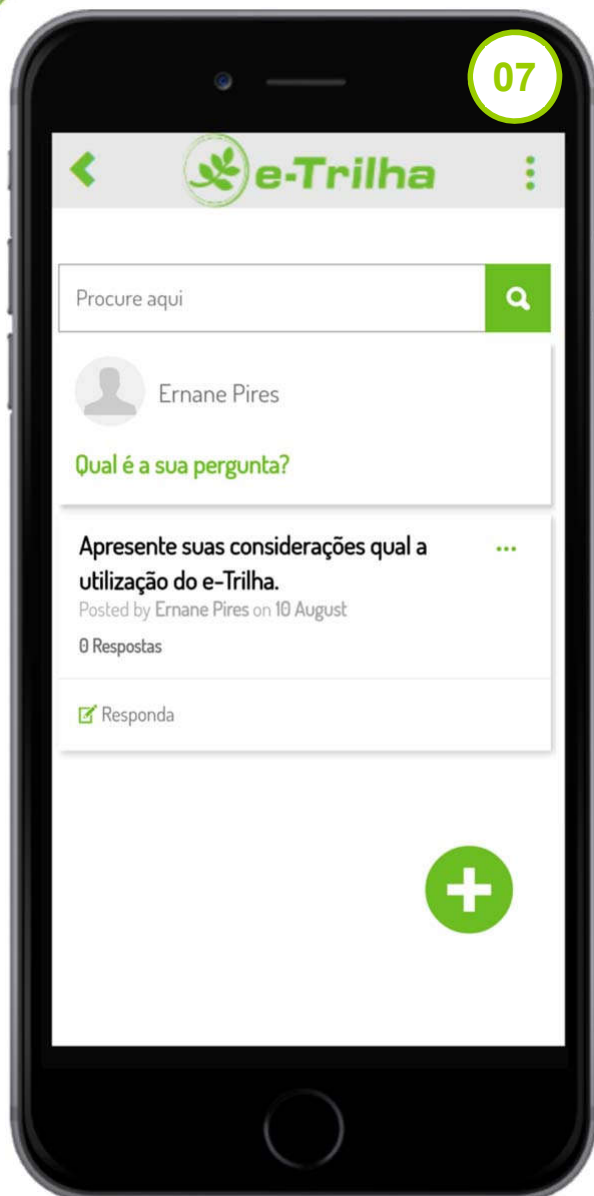 07
e-Trilha
Procure aqui
Ernane Pires
Qual é a sua pergunta?
Apresente suas considerações qual a
utilização do e-Trilha.
Posted by Ernane Pires on 10 August
0 Respostas
Responda